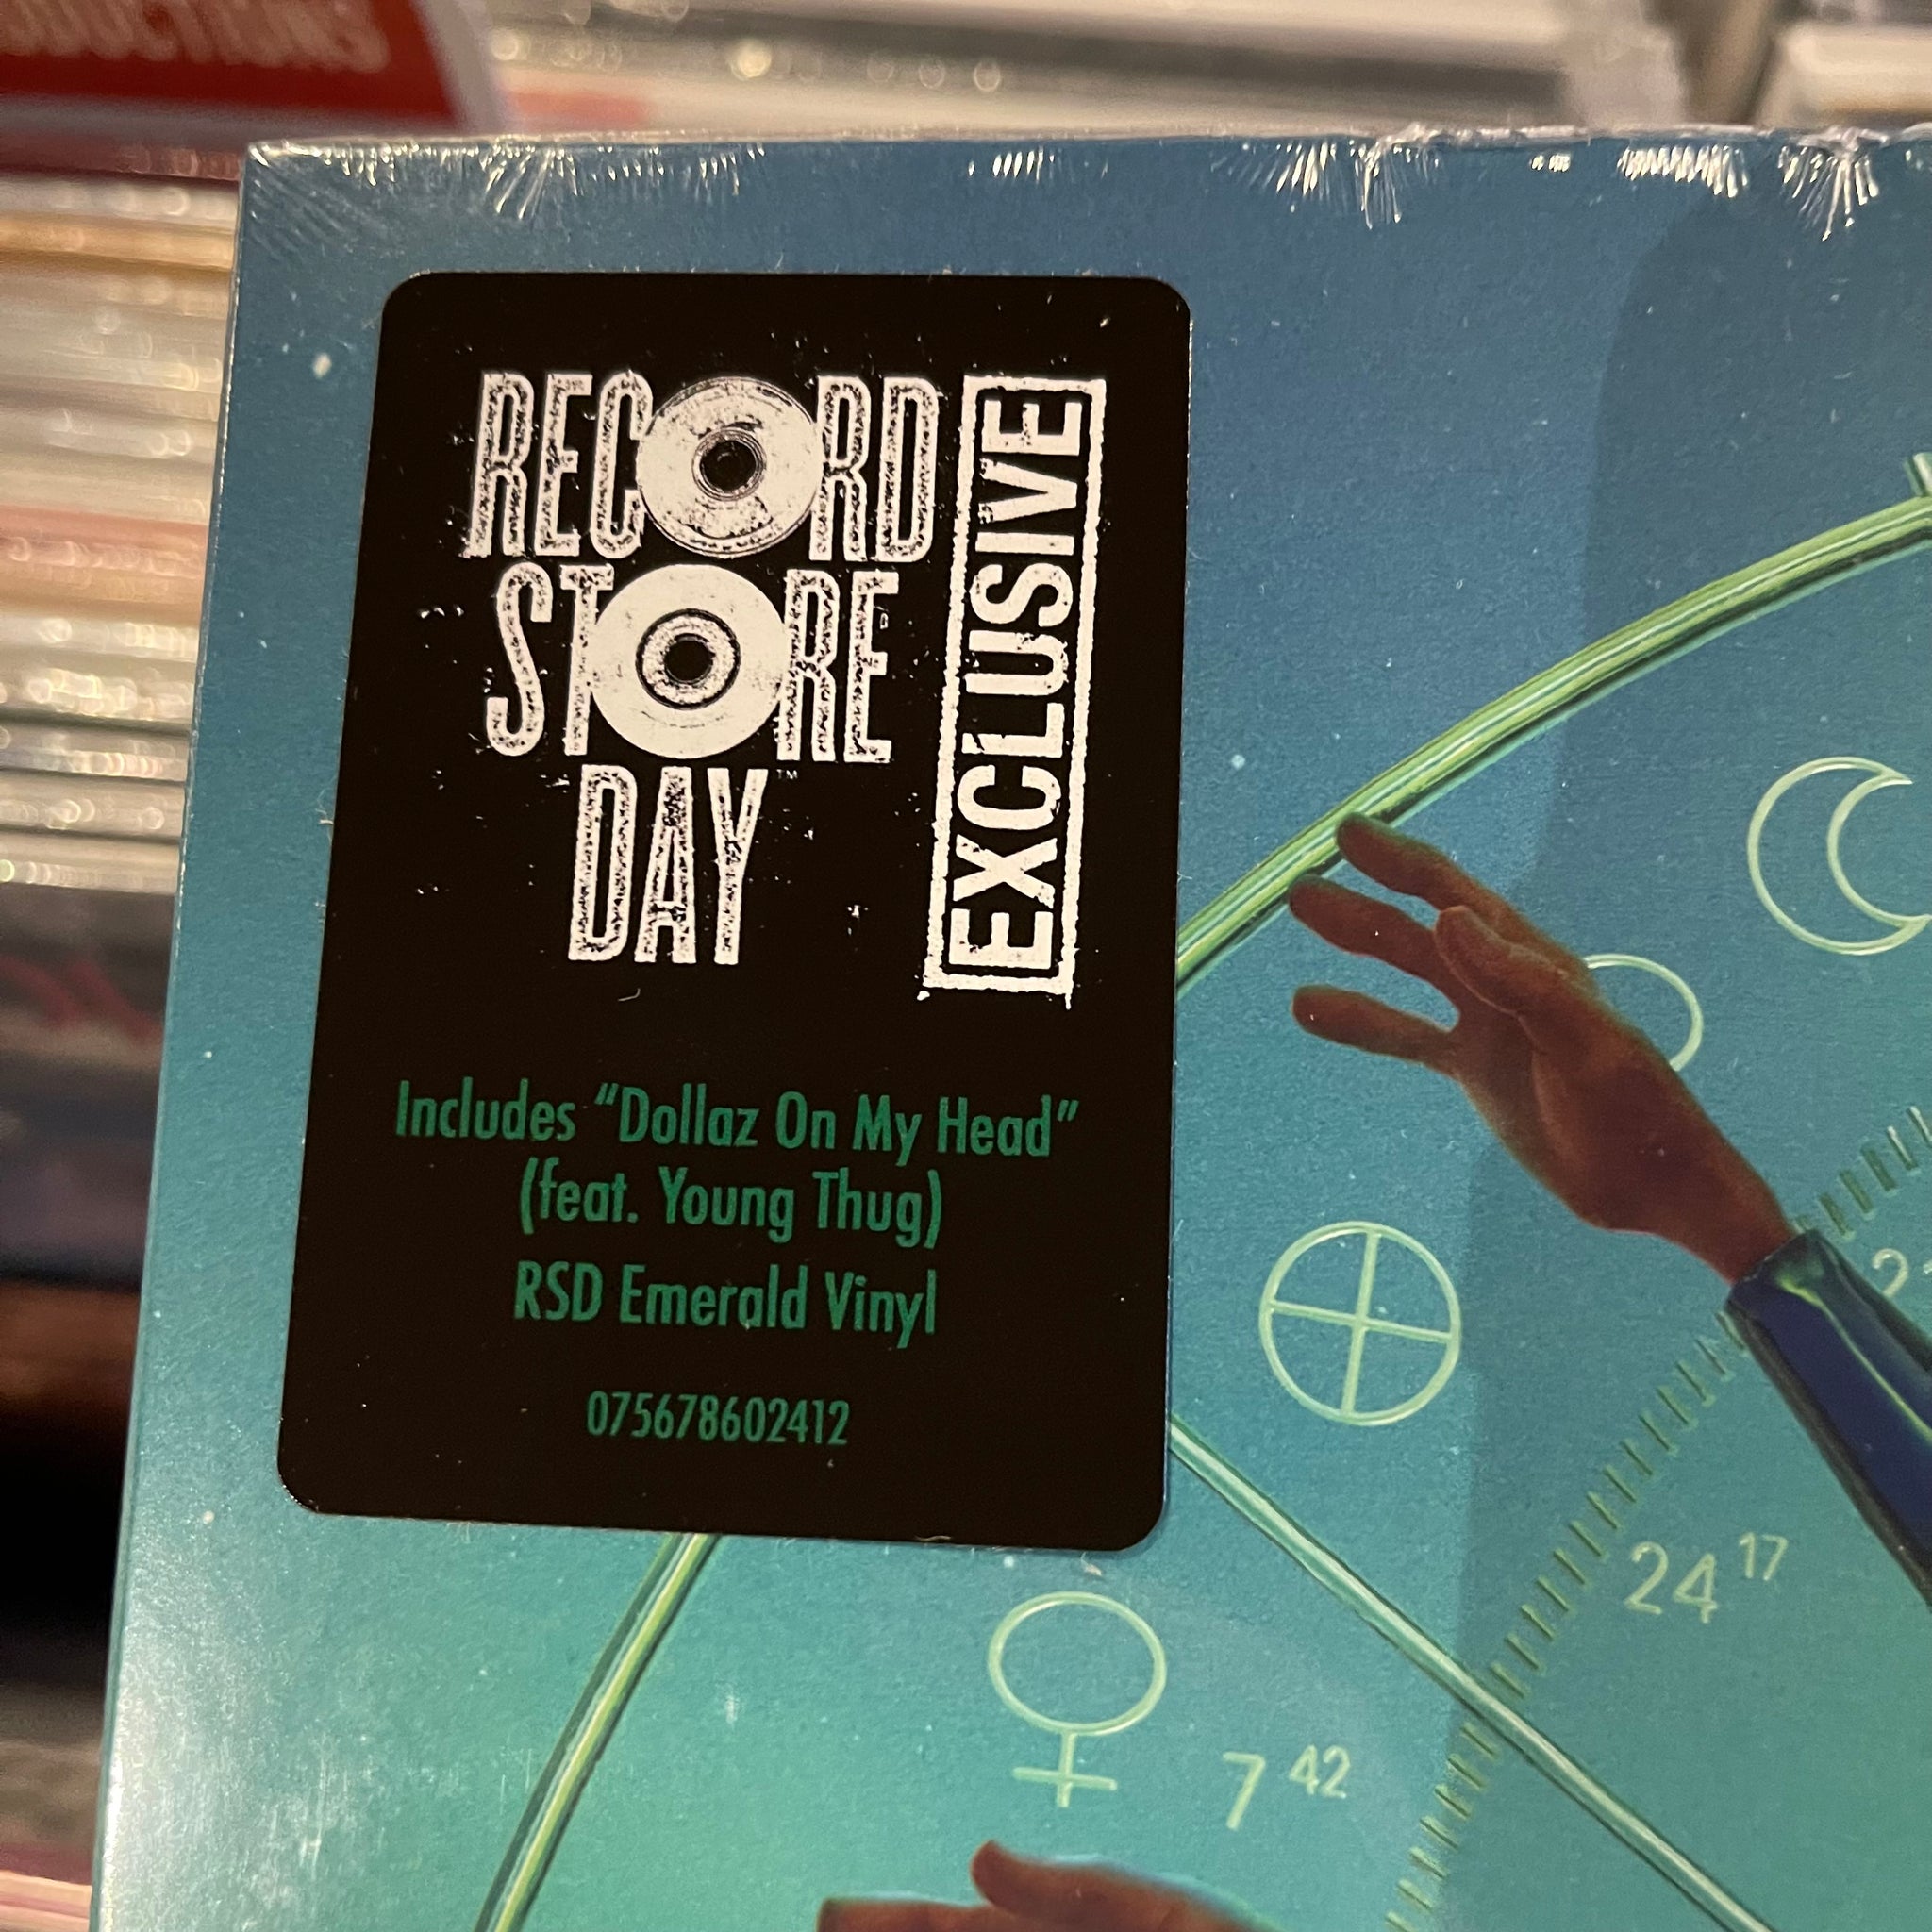 RECORD
STORE
DAY™
EXCLUSIVE
Includes “Dollaz On My Head”
(feat. Young Thug)
RSD Emerald Vinyl
075678602412
24 17
7 42